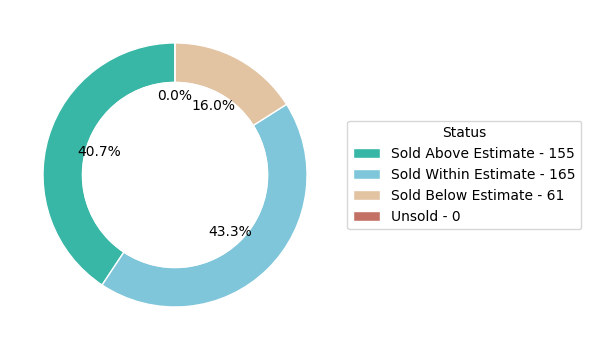 0.0%
16.0%
40.7%
43.3%
Status
Sold Above Estimate - 155
Sold Within Estimate - 165
Sold Below Estimate - 61
Unsold - 0